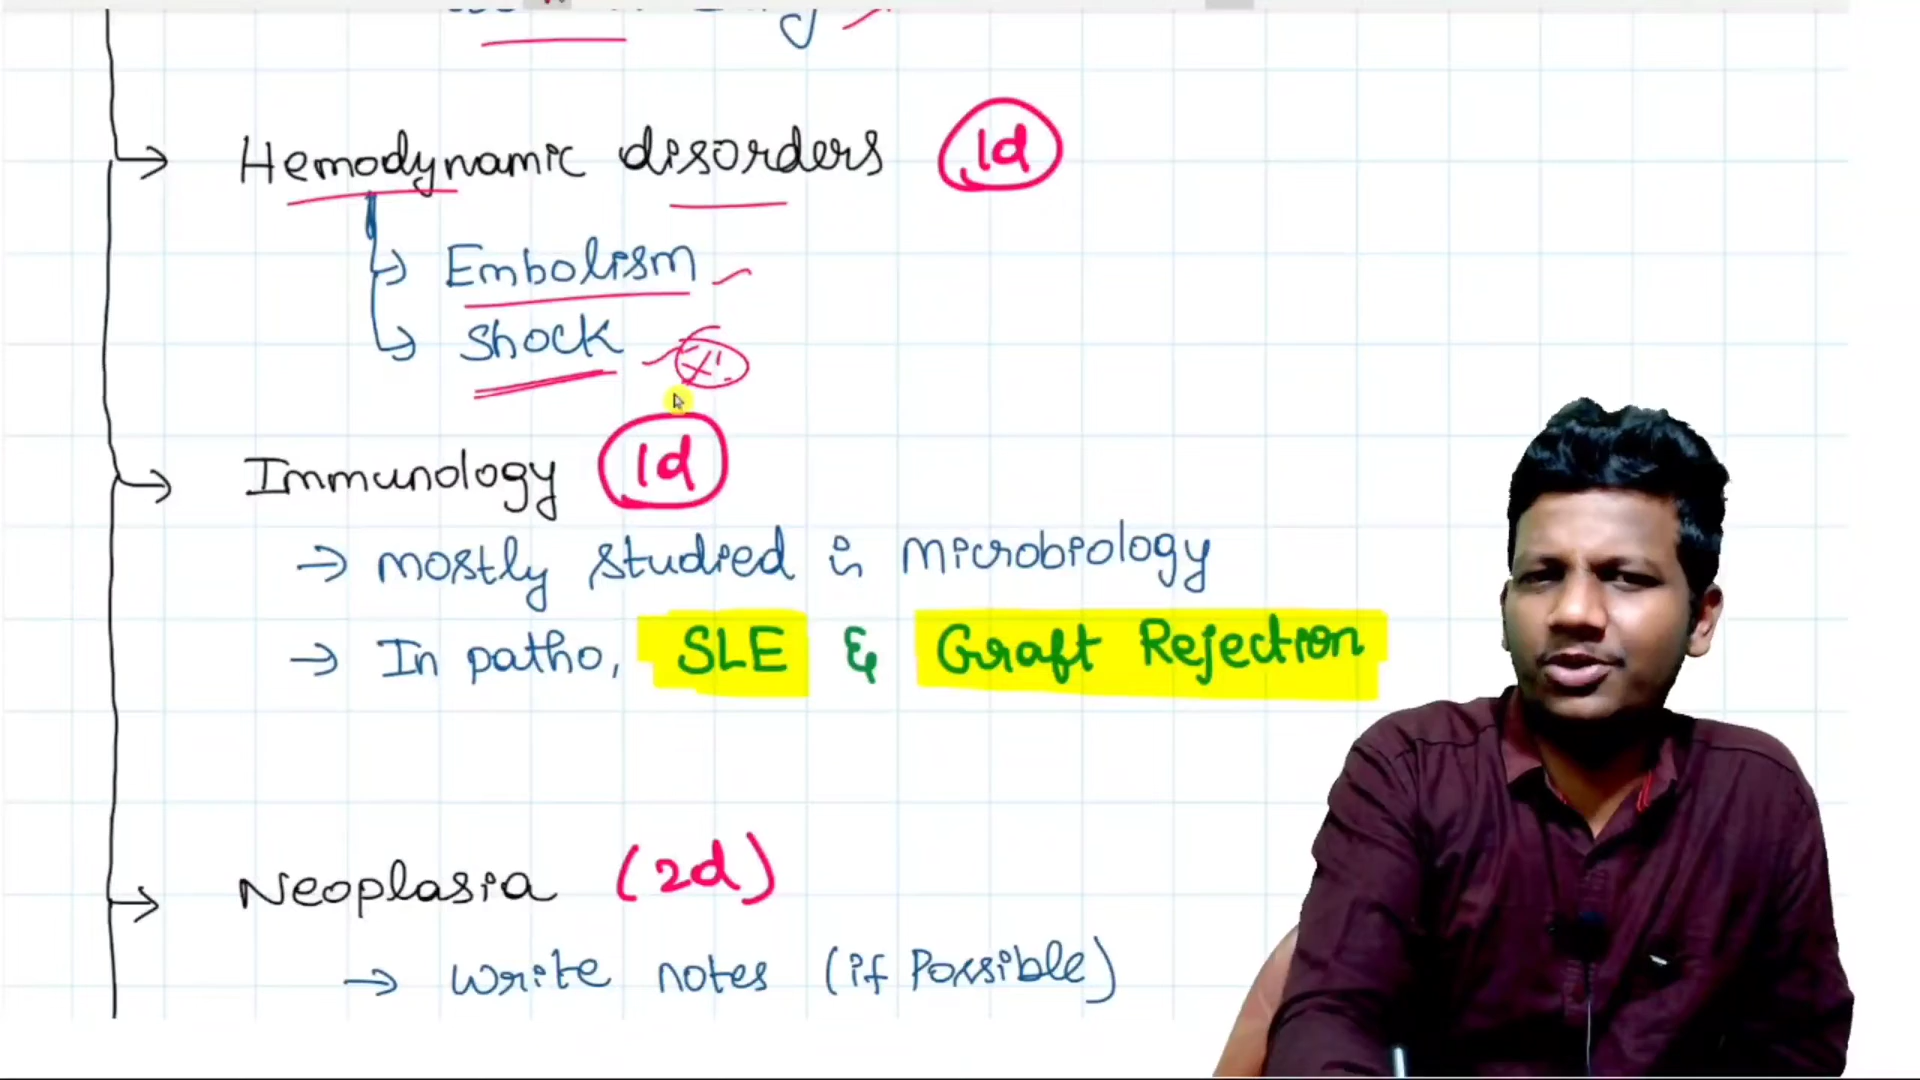 Hemodynamic disorders 1d
→ Embolism
→ Shock
→ Immunology 1d
→ mostly studied in microbiology
→ In patho, SLE & Graft Rejection
→ Neoplasia (2d)
→ write notes (if Possible)